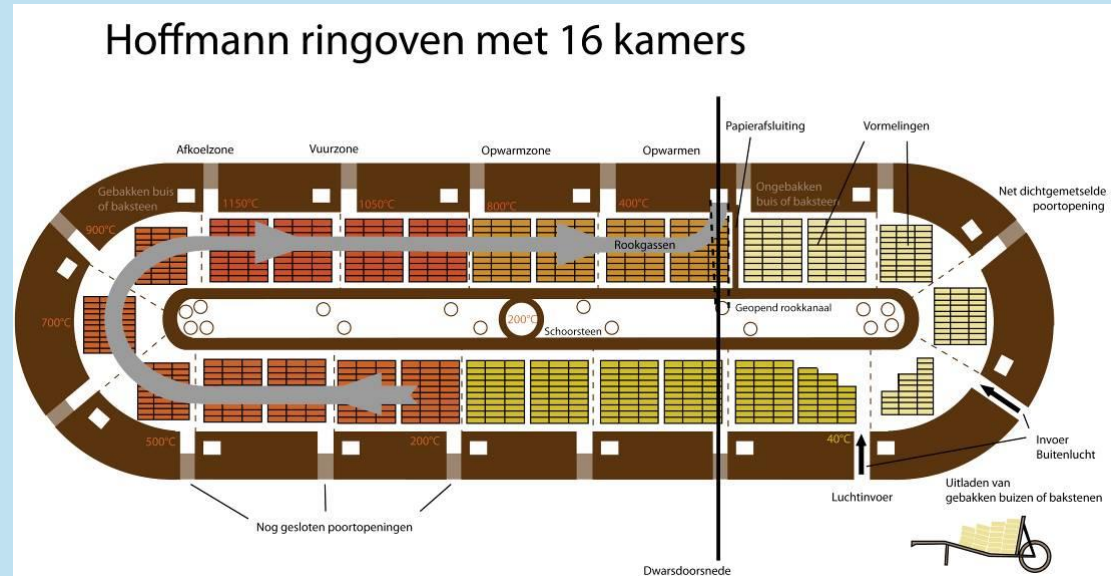 Hoffmann ringoven met 16 kamers
Papierafsluiting
Vormelingen
Afkoelzone
Vuurzone
Opwarmzone
Opwarmen
Gebakken buis
of baksteen
1150°C
1050°C
800°C
400°C
Ongebakken
buis of baksteen
Net dichtgemetselde
poortopening
900°C
Rookgassen
700°C
200°C
Schoorsteen
Geopend rookkanaal
500°C
200°C
40°C
Invoer
Buitenlucht
Luchtinvoer
Uitladen van
gebakken buizen of bakstenen
Nog gesloten poortopeningen
Dwarsdoorsnede